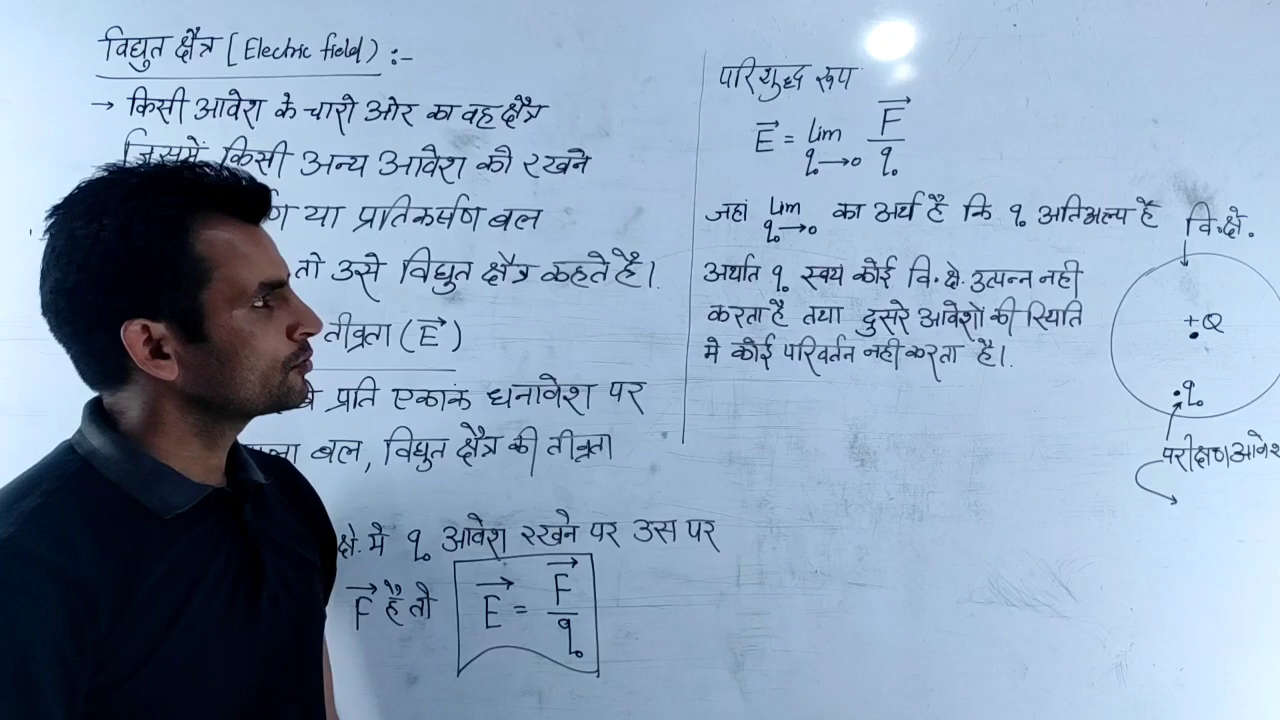 विद्युत क्षैत्र [Electric field) :-
→ किसी आवेश के चारो ओर का वह क्षैत्र
जिसमें किसी अन्य आवेश को रखने
या प्रतिकर्सण बल
तो उसे विद्युत क्षैत्र कहते है।
तीव्रता (E⃗)
प्रति एकांक धनावेश पर
बल, विद्युत क्षैत्र की तीव्रता
क्षे. मे q₀ आवेश रखने पर उस पर
F⃗ है तो E⃗ = F⃗/q₀
परिशुद्ध रूप
E⃗ = lim q₀→0 F⃗/q₀
जहां lim q₀→0 का अर्थ है कि q₀ अतिअल्प है
अर्थात q₀ स्वयं कोई वि.क्षे. उत्पन्न नही
करता है तथा दुसरे आवेशों की स्थिति
मे कोई परिवर्तन नही करता है।
वि.क्षे.
+Q
q₀
परीक्षण आवेश